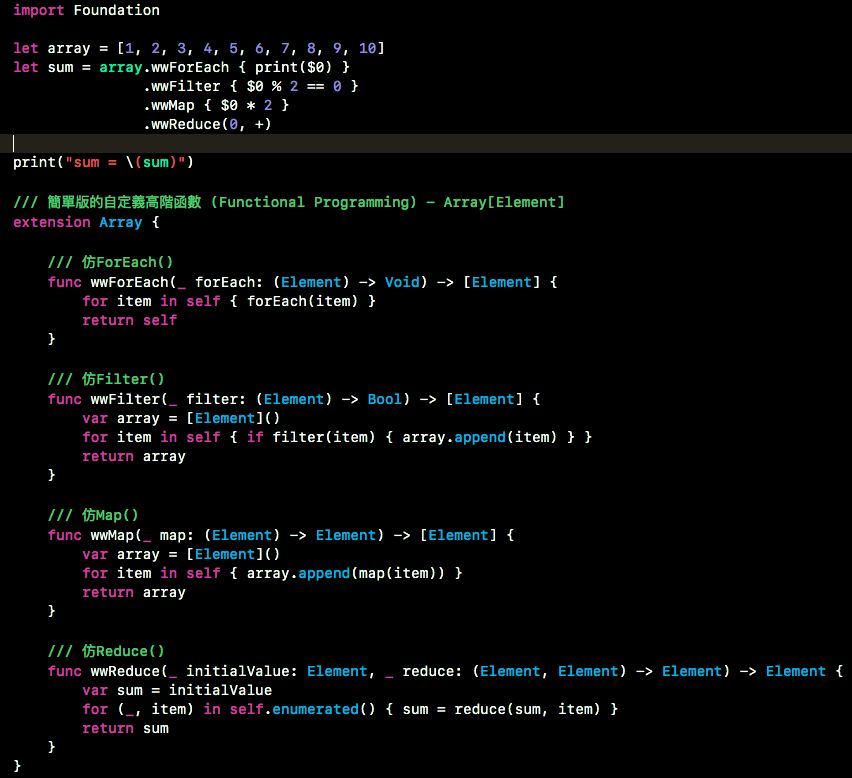 import Foundation
let array = [1, 2, 3, 4, 5, 6, 7, 8, 9, 10]
let sum = array.wwForEach { print($0) }
.wwFilter { $0 % 2 == 0 }
.wwMap { $0 * 2 }
.wwReduce(0, +)
print("sum = \(sum)")
/// 簡單版的自定義高階函數 (Functional Programming) - Array[Element]
extension Array {
/// 仿ForEach()
func wwForEach(_ forEach: (Element) -> Void) -> [Element] {
for item in self { forEach(item) }
return self
}
/// 仿Filter()
func wwFilter(_ filter: (Element) -> Bool) -> [Element] {
var array = [Element]()
for item in self { if filter(item) { array.append(item) } }
return array
}
/// 仿Map()
func wwMap(_ map: (Element) -> Element) -> [Element] {
var array = [Element]()
for item in self { array.append(map(item)) }
return array
}
/// 仿Reduce()
func wwReduce(_ initialValue: Element, _ reduce: (Element, Element) -> Element) -> Element {
var sum = initialValue
for (_, item) in self.enumerated() { sum = reduce(sum, item) }
return sum
}
}